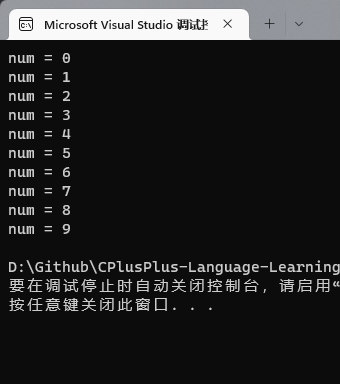 Microsoft Visual Studio 调试
num = 0
num = 1
num = 2
num = 3
num = 4
num = 5
num = 6
num = 7
num = 8
num = 9
D:\Github\CPlusPlus-Language-Learning
要在调试停止时自动关闭控制台，请启用“
按任意键关闭此窗口. . .